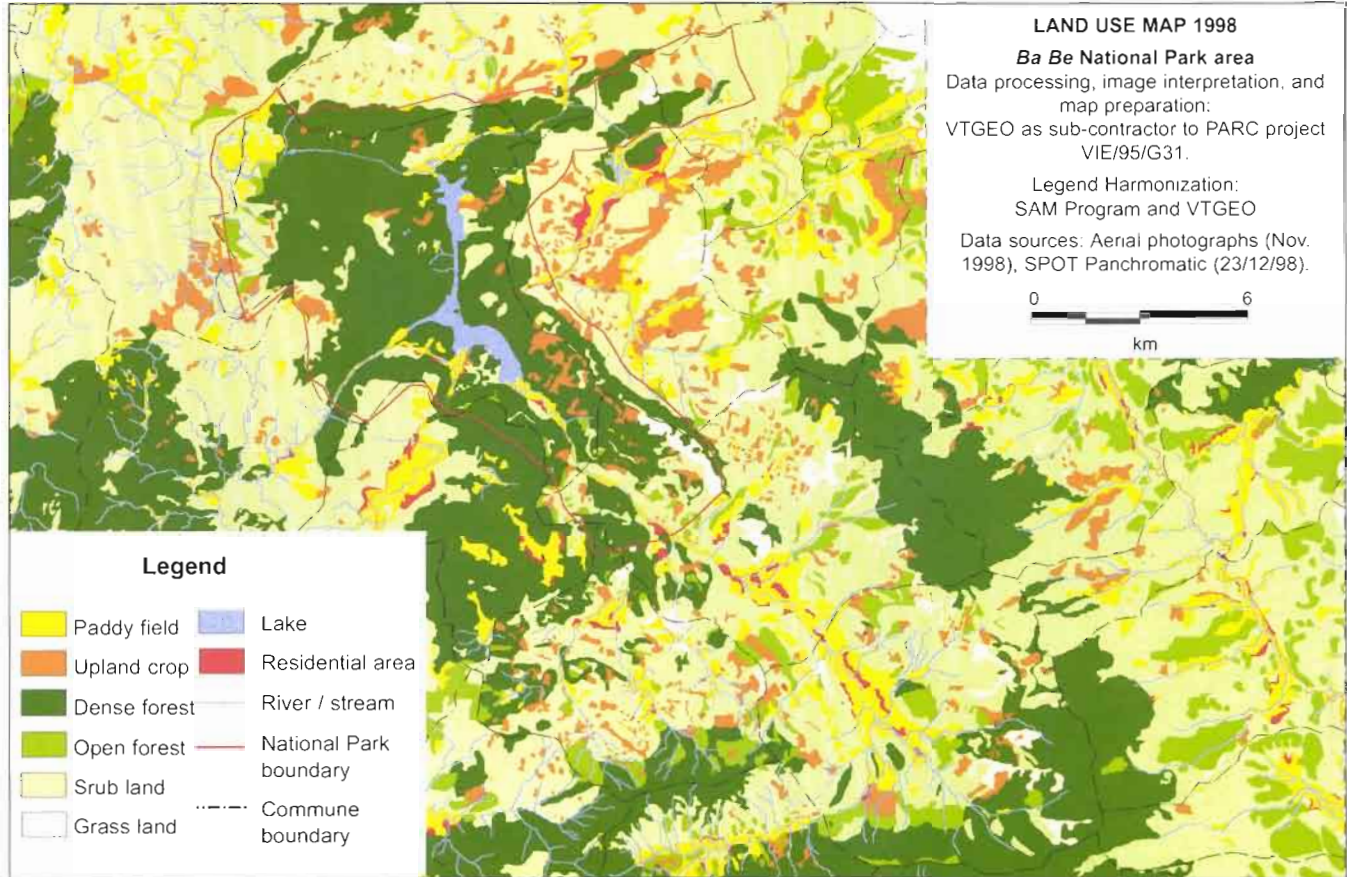 LAND USE MAP 1998
Ba Be National Park area
Data processing, image interpretation, and
map preparation:
VTGEO as sub-contractor to PARC project
VIE/95/G31.
Legend Harmonization:
SAM Program and VTGEO
Data sources: Aerial photographs (Nov.
1998), SPOT Panchromatic (23/12/98).
0 6
km
Legend
Paddy field
Upland crop
Dense forest
Open forest
Srub land
Grass land
Lake
Residential area
River / stream
National Park
boundary
Commune
boundary